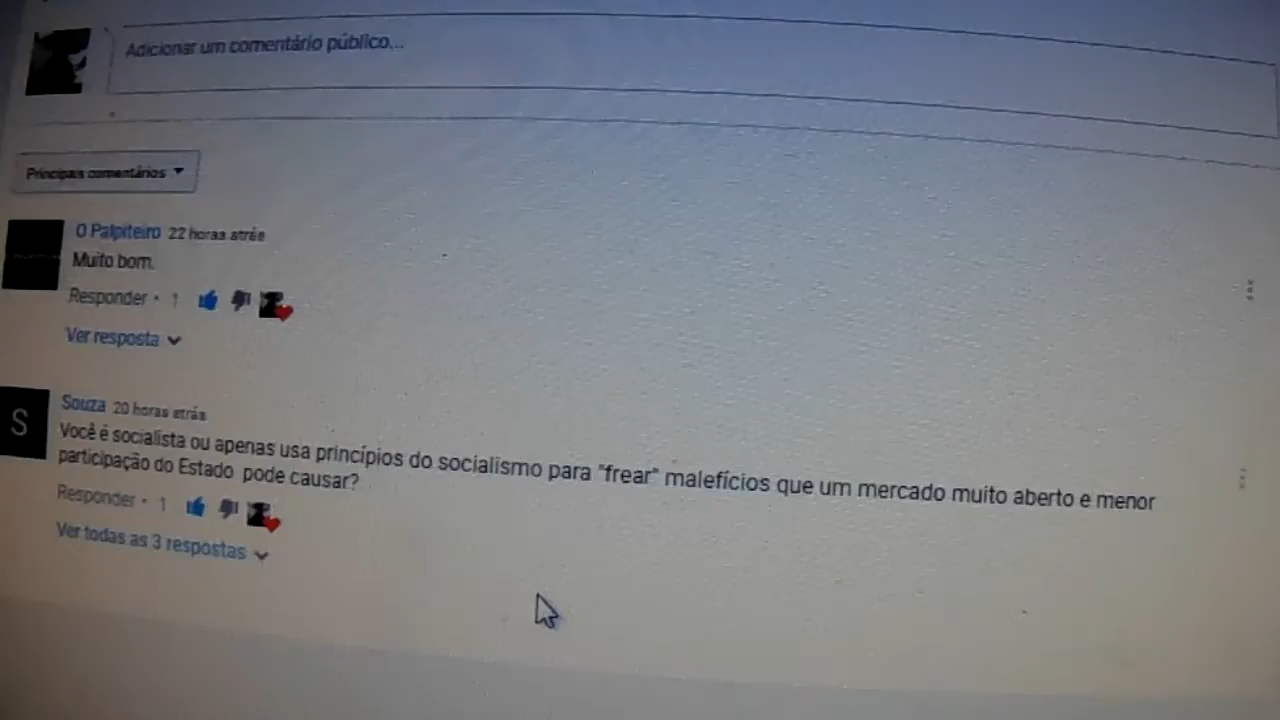 Adicionar um comentário público...
Principais comentários
O Palpiteiro 22 horas atrás
Muito bom.
Responder • 1
Ver resposta
S
Souza 20 horas atrás
Você é socialista ou apenas usa princípios do socialismo para "frear" malefícios que um mercado muito aberto e menor
participação do Estado pode causar?
Responder • 1
Ver todas as 3 respostas